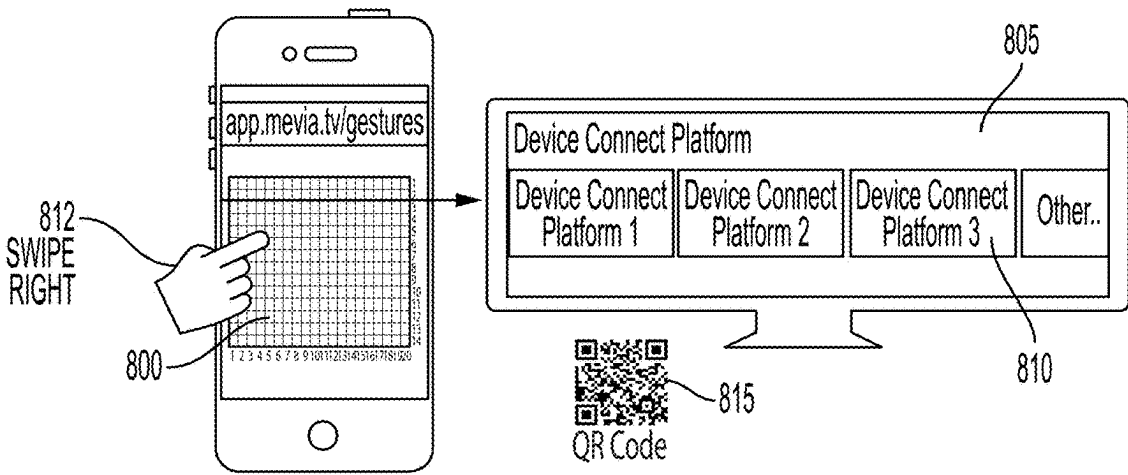 app.mevia.tv/gestures
812
SWIPE
RIGHT
800
1 2 3 4 5 6 7 8 9 10 11 12 13 14 15 16 17 18 19 20
805
Device Connect Platform
Device Connect
Platform 1
Device Connect
Platform 2
Device Connect
Platform 3
Other..
810
815
QR Code